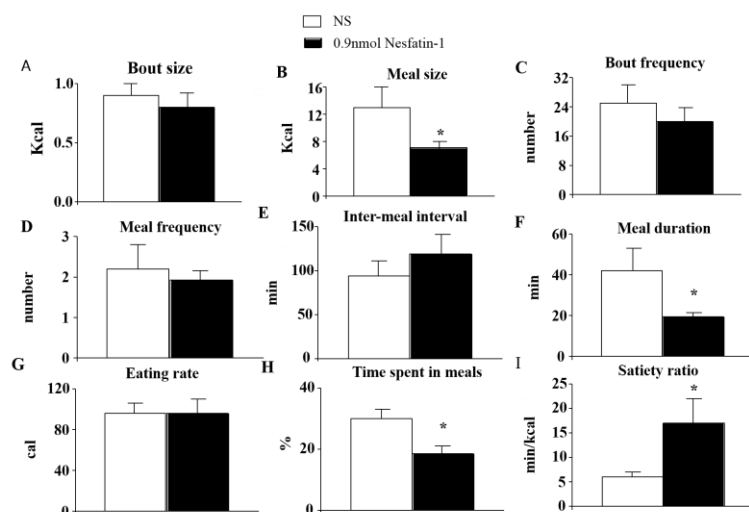 NS
0.9nmol Nesfatin-1
A
Bout size
1.0
0.5
0.0
Kcal
B
Meal size
16
12
8
4
0
Kcal
*
C
Bout frequency
32
24
16
8
0
number
D
Meal frequency
3
2
1
0
number
E
Inter-meal interval
150
100
50
0
min
F
Meal duration
60
40
20
0
min
*
G
Eating rate
120
80
40
0
cal
H
Time spent in meals
40
20
0
%
*
I
Satiety ratio
25
20
15
10
5
0
min/kcal
*